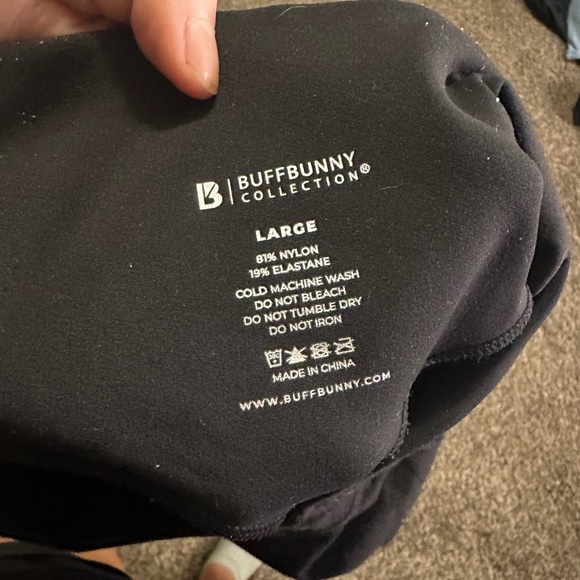 B | BUFFBUNNY
COLLECTION®
LARGE
81% NYLON
19% ELASTANE
COLD MACHINE WASH
DO NOT BLEACH
DO NOT TUMBLE DRY
DO NOT IRON
MADE IN CHINA
WWW.BUFFBUNNY.COM